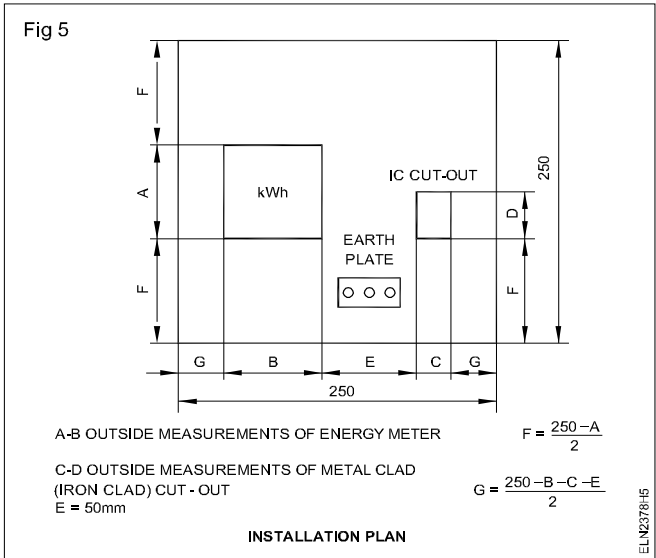 Fig 5
F
A
F
kWh
IC CUT-OUT
D
250
F
EARTH
PLATE
G B E C G
250
A-B OUTSIDE MEASUREMENTS OF ENERGY METER
F = 250 – A / 2
C-D OUTSIDE MEASUREMENTS OF METAL CLAD
(IRON CLAD) CUT - OUT
E = 50mm
G = 250 – B – C – E / 2
INSTALLATION PLAN
ELN2378H5